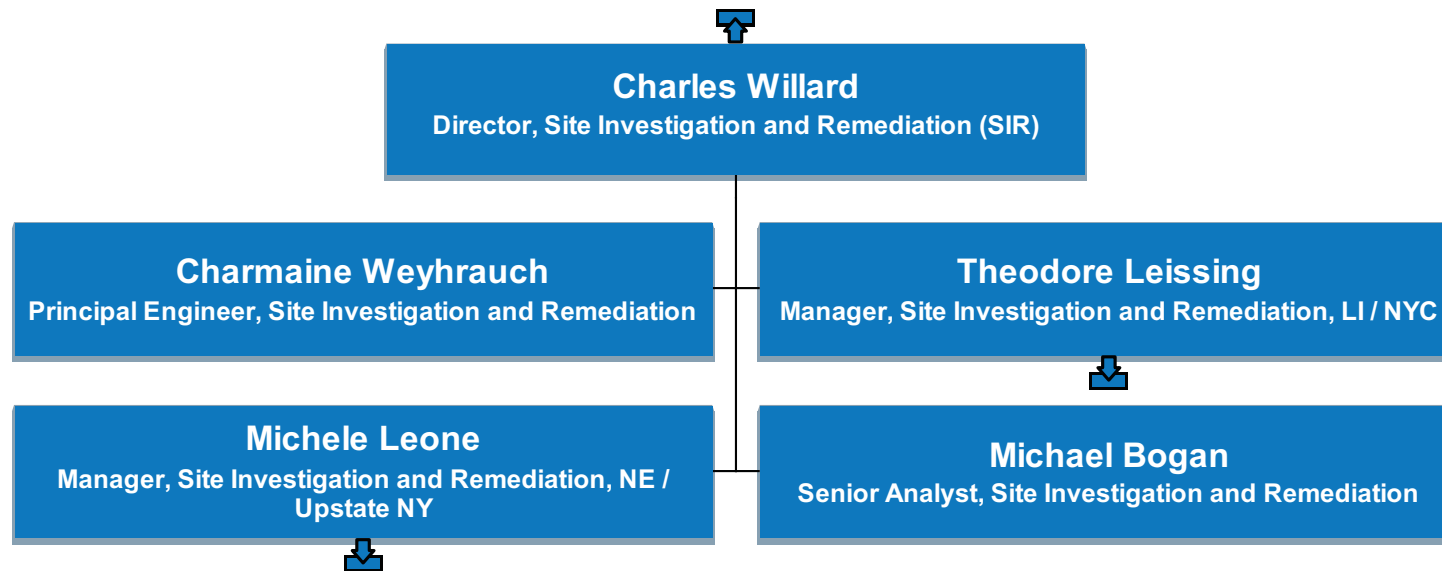 Charles Willard
Director, Site Investigation and Remediation (SIR)
Charmaine Weyhrauch
Principal Engineer, Site Investigation and Remediation
Theodore Leissing
Manager, Site Investigation and Remediation, LI / NYC
Michele Leone
Manager, Site Investigation and Remediation, NE /
Upstate NY
Michael Bogan
Senior Analyst, Site Investigation and Remediation